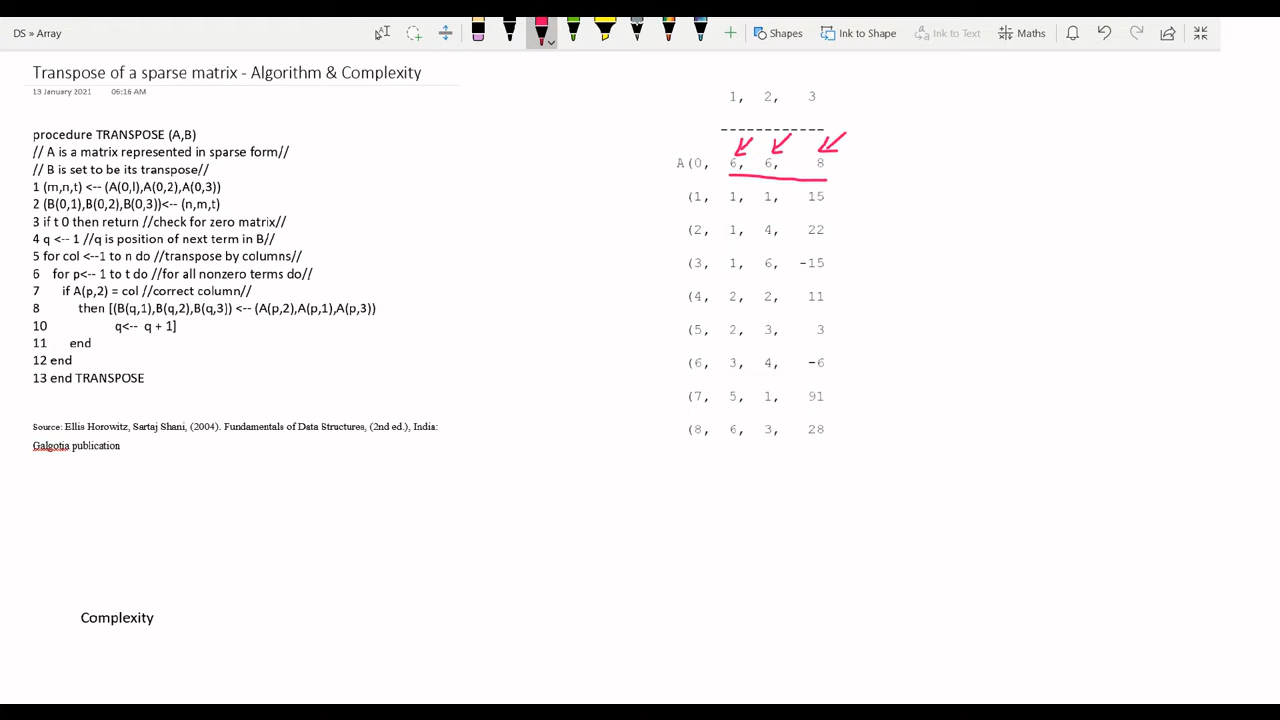 DS » Array
Shapes
Ink to Shape
Ink to Text
Maths
Transpose of a sparse matrix - Algorithm & Complexity
13 January 2021 06:16 AM
procedure TRANSPOSE (A,B)
// A is a matrix represented in sparse form//
// B is set to be its transpose//
1 (m,n,t) <-- (A(0,l),A(0,2),A(0,3))
2 (B(0,1),B(0,2),B(0,3))<-- (n,m,t)
3 if t 0 then return //check for zero matrix//
4 q <-- 1 //q is position of next term in B//
5 for col <--1 to n do //transpose by columns//
6 for p<-- 1 to t do //for all nonzero terms do//
7 if A(p,2) = col //correct column//
8 then [(B(q,1),B(q,2),B(q,3)) <-- (A(p,2),A(p,1),A(p,3))
10 q<-- q + 1]
11 end
12 end
13 end TRANSPOSE
Source: Ellis Horowitz, Sartaj Shani, (2004). Fundamentals of Data Structures, (2nd ed.), India:
Galgotia publication
Complexity
1, 2, 3
---------------
A(0, 6, 6, 8
(1, 1, 1, 15
(2, 1, 4, 22
(3, 1, 6, -15
(4, 2, 2, 11
(5, 2, 3, 3
(6, 3, 4, -6
(7, 5, 1, 91
(8, 6, 3, 28